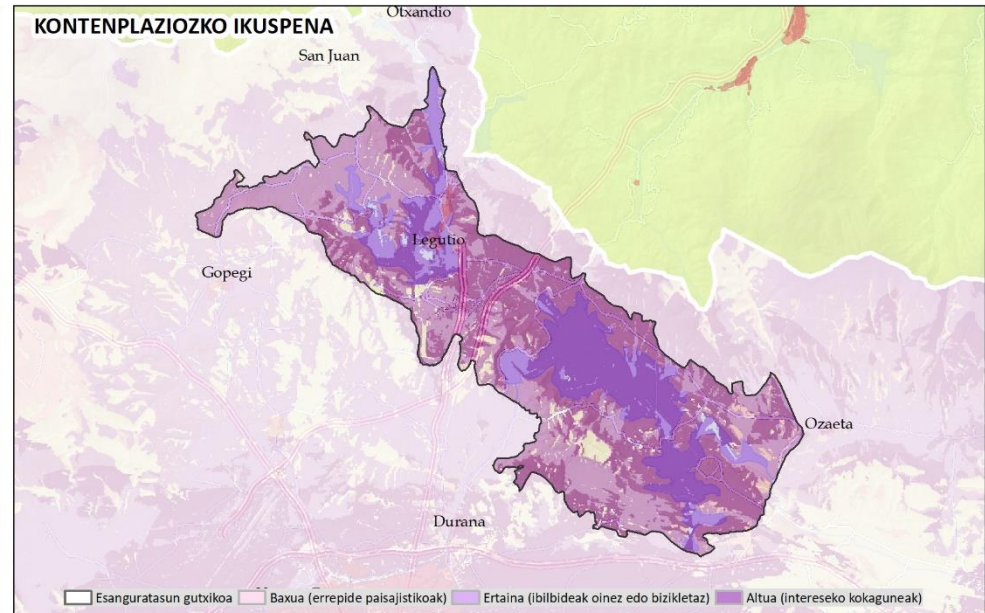 Otxandio
KONTENPLAZIOZKO IKUSPENA
San Juan
Legutio
Gopegi
Ozaeta
Durana
Esanguratasun gutxikoa Baxua (errepide paisajistikoak) Ertaina (ibilbideak oinez edo bizikletaz) Altua (intereseko kokaguneak)